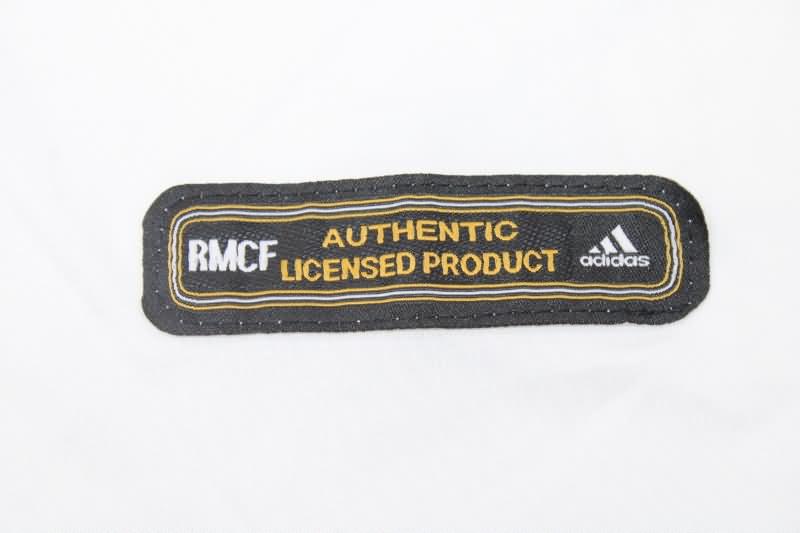 RMCF
AUTHENTIC
LICENSED PRODUCT
adidas